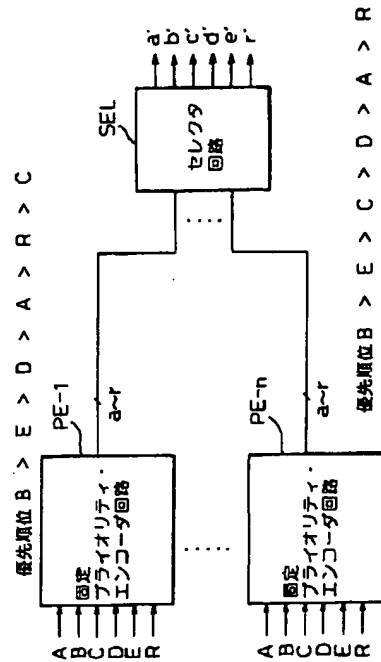 優先順位 B > E > D > A > R > C
PE-1
A
B
C
D
E
R
固定
プライオリティ・
エンコーダ回路
a~r
SEL
セレクタ
回路
a'
b'
c'
d'
e'
r'
PE-n
A
B
C
D
E
R
固定
プライオリティ・
エンコーダ回路
a~r
優先順位 B > E > C > D > A > R